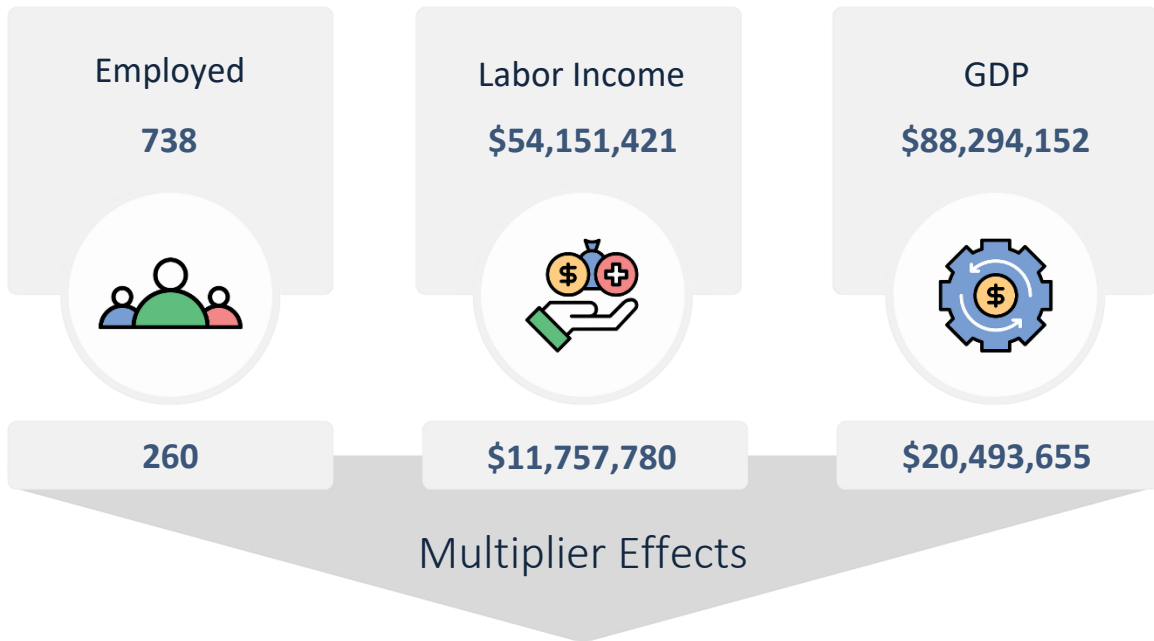 Employed
738
Labor Income
$54,151,421
GDP
$88,294,152
260
$11,757,780
$20,493,655
Multiplier Effects